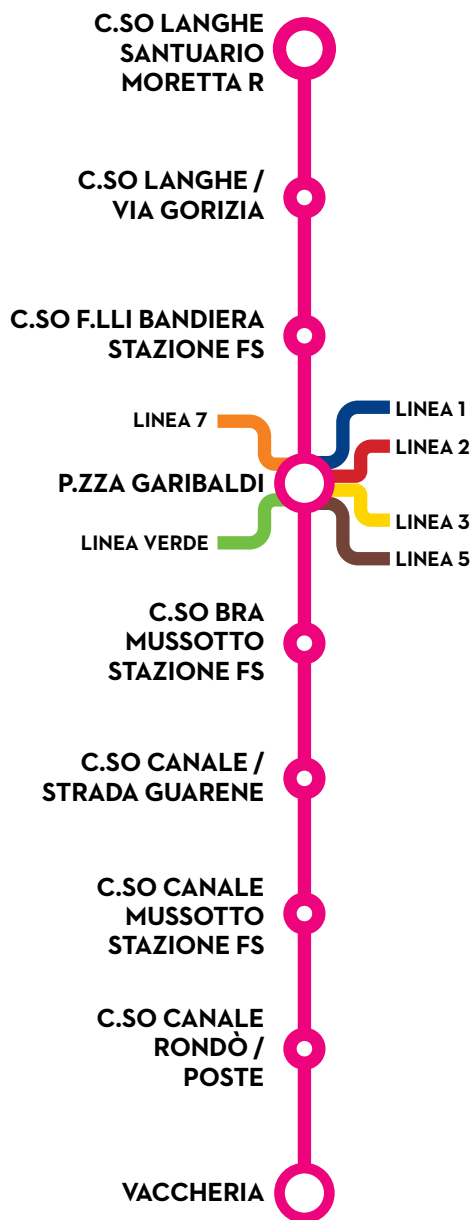 C.SO LANGHE
SANTUARIO
MORETTA R
C.SO LANGHE /
VIA GORIZIA
C.SO F.LLI BANDIERA
STAZIONE FS
LINEA 7
LINEA 1
LINEA 2
P.ZZA GARIBALDI
LINEA 3
LINEA VERDE
LINEA 5
C.SO BRA
MUSSOTTO
STAZIONE FS
C.SO CANALE /
STRADA GUARENE
C.SO CANALE
MUSSOTTO
STAZIONE FS
C.SO CANALE
RONDÒ /
POSTE
VACCHERIA